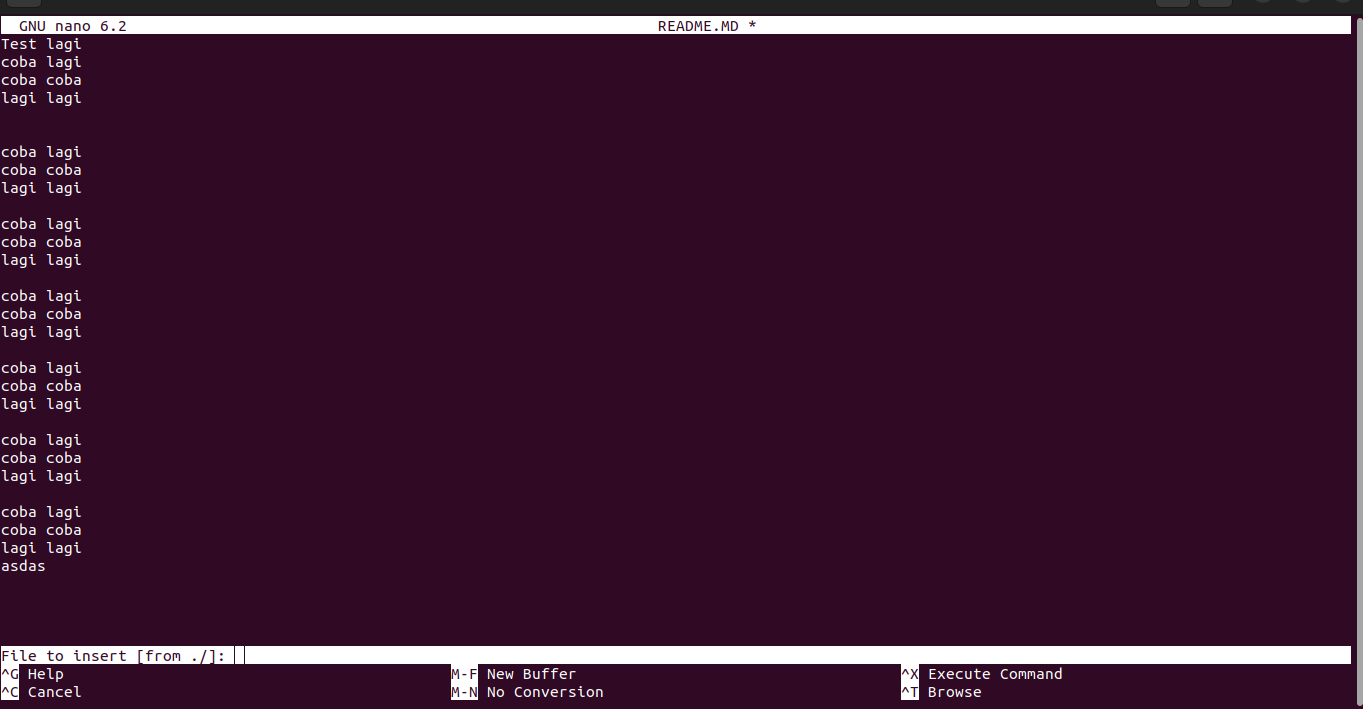 GNU nano 6.2 README.MD *
Test lagi
coba lagi
coba coba
lagi lagi
coba lagi
coba coba
lagi lagi
coba lagi
coba coba
lagi lagi
coba lagi
coba coba
lagi lagi
coba lagi
coba coba
lagi lagi
coba lagi
coba coba
lagi lagi
coba lagi
coba coba
lagi lagi
asdas
File to insert [from ./]:
^G Help M-F New Buffer ^X Execute Command
^C Cancel M-N No Conversion ^T Browse